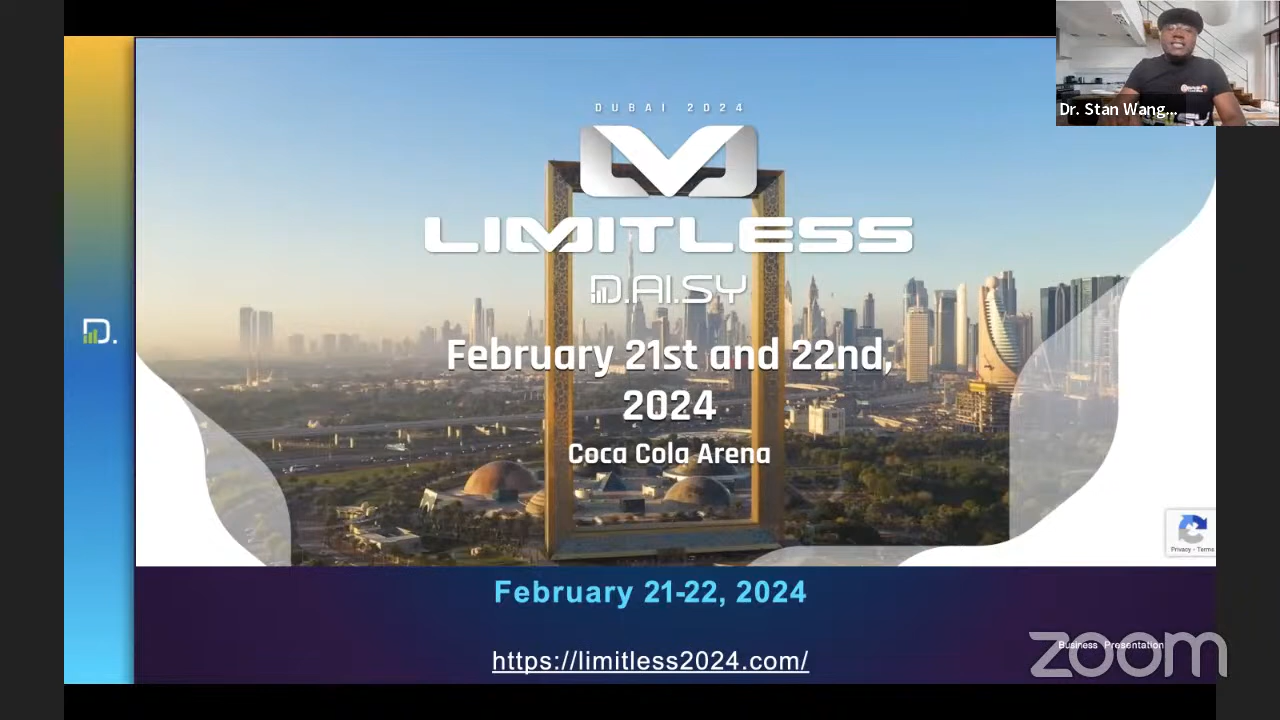 DUBAI 2024
LIMITLESS
D.AI.SY
February 21st and 22nd,
2024
Coca Cola Arena
D.
Dr. Stan Wang...
Privacy - Terms
February 21-22, 2024
https://limitless2024.com/
Business Presentation
zoom